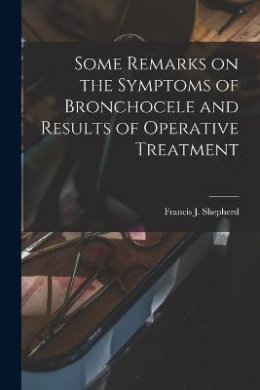 Some Remarks on
the Symptoms of
Bronchocele and
Results of Operative
Treatment
Francis J. Shepherd